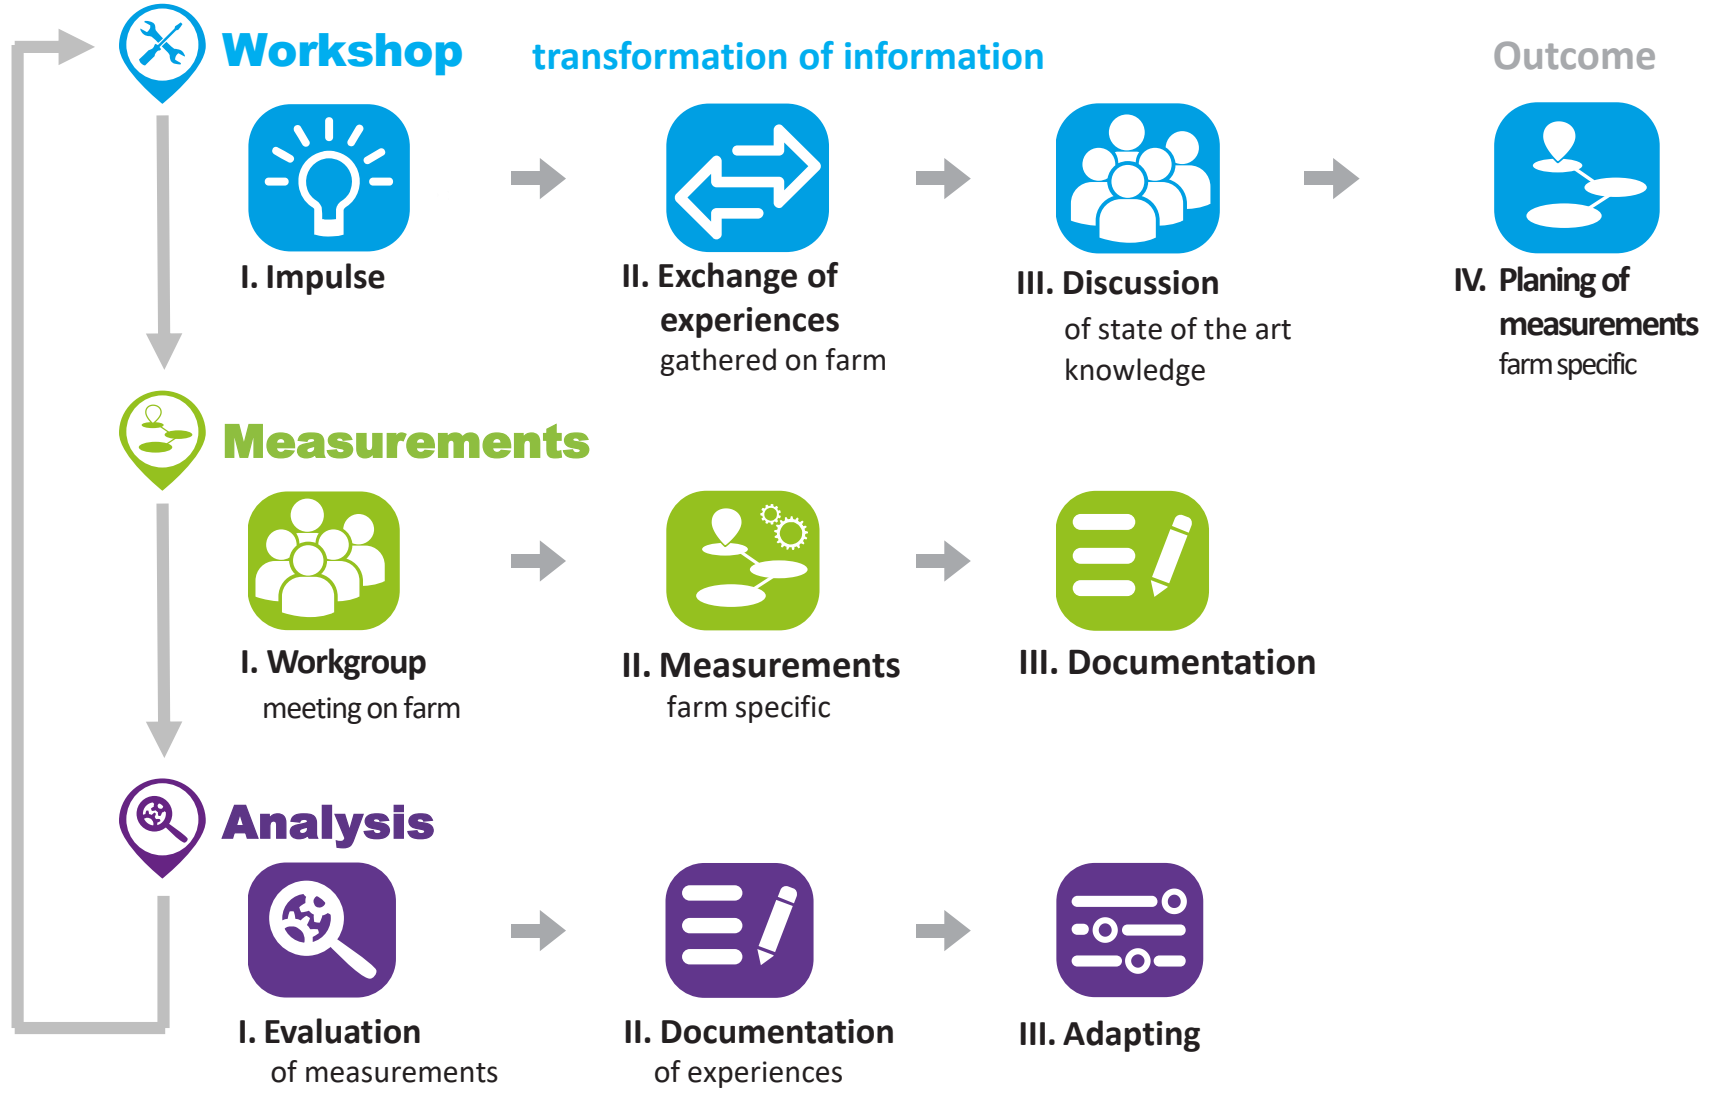 Workshop
transformation of information
Outcome
I. Impulse
II. Exchange of
experiences
gathered on farm
III. Discussion
of state of the art
knowledge
IV. Planing of
measurements
farm specific
Measurements
I. Workgroup
meeting on farm
II. Measurements
farm specific
III. Documentation
Analysis
I. Evaluation
of measurements
II. Documentation
of experiences
III. Adapting